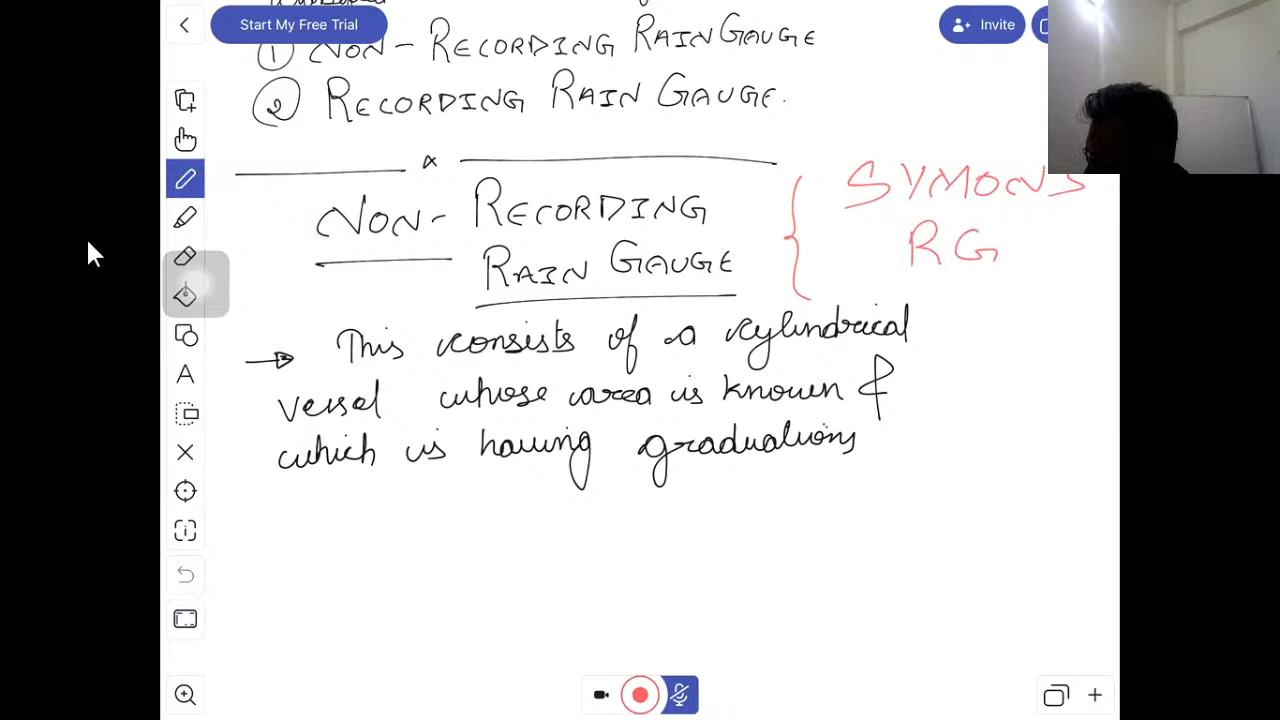 Start My Free Trial
Invite
① NON - RECORDING RAIN GAUGE
② RECORDING RAIN GAUGE.
x
NON - RECORDING
RAIN GAUGE
SYMONS
RG
→ This consists of a cylindrical
vessel whose area is known &
which is having graduations
A